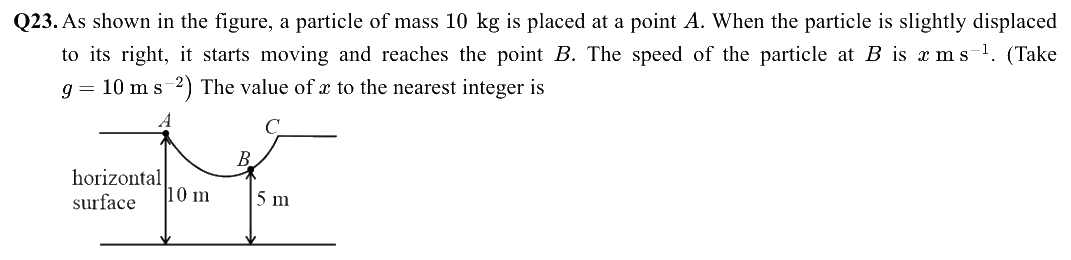 Q23. As shown in the figure, a particle of mass 10 kg is placed at a point A. When the particle is slightly displaced
to its right, it starts moving and reaches the point B. The speed of the particle at B is x m s⁻¹. (Take
g = 10 m s⁻²) The value of x to the nearest integer is
A
C
B
horizontal
surface
10 m
5 m